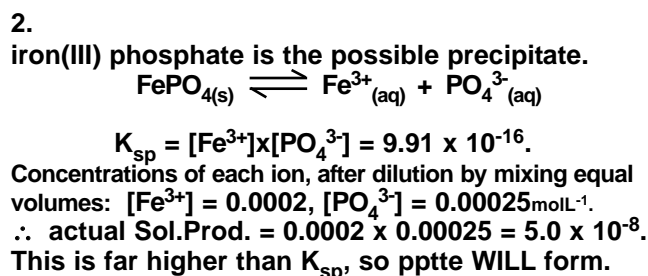 2.
iron(III) phosphate is the possible precipitate.
FePO₄₍s₎ ⇌ Fe³⁺₍aq₎ + PO₄³⁻₍aq₎
Kₛₚ = [Fe³⁺]x[PO₄³⁻] = 9.91 x 10⁻¹⁶.
Concentrations of each ion, after dilution by mixing equal
volumes: [Fe³⁺] = 0.0002, [PO₄³⁻] = 0.00025molL⁻¹.
∴ actual Sol.Prod. = 0.0002 x 0.00025 = 5.0 x 10⁻⁸.
This is far higher than Kₛₚ, so pptte WILL form.